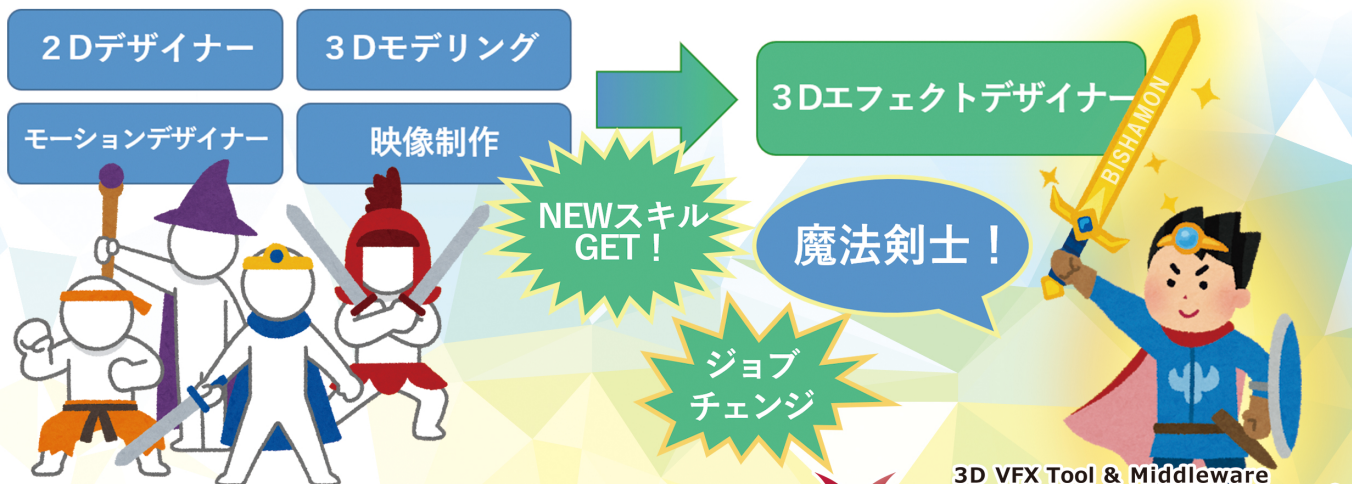 ２Dデザイナー
３Dモデリング
モーションデザイナー
映像制作
３Dエフェクトデザイナー
BISHAMON
NEWスキル
GET！
魔法剣士！
ジョブ
チェンジ
3D VFX Tool & Middleware